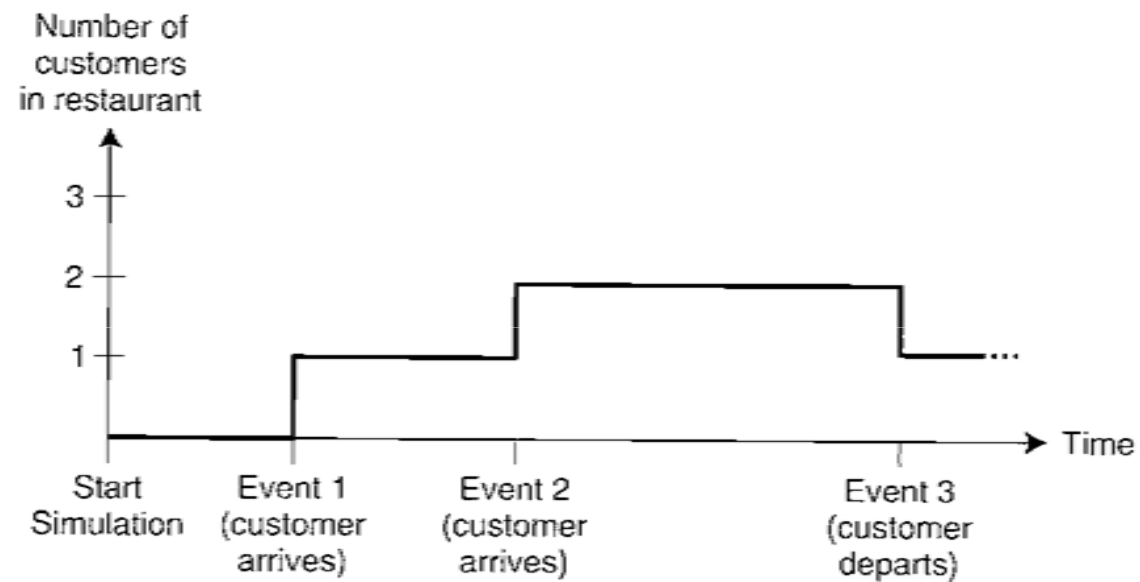 Number of
customers
in restaurant
3
2
1
Time
Start
Simulation
Event 1
(customer
arrives)
Event 2
(customer
arrives)
Event 3
(customer
departs)